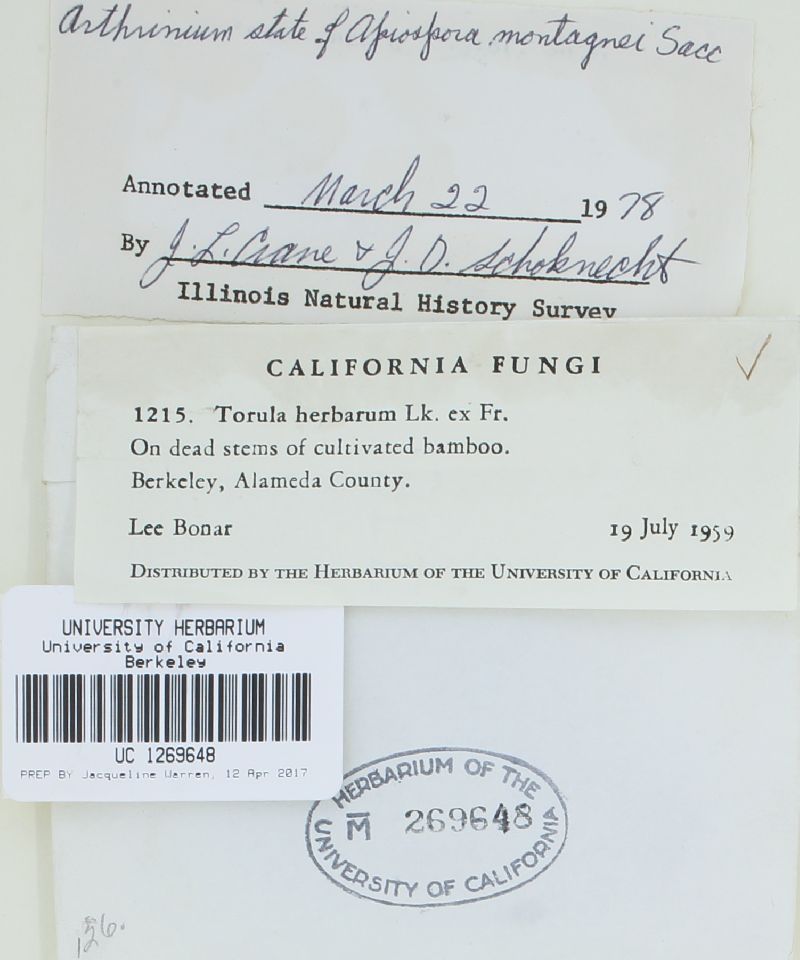 Arthrinium state of Apiospora montagnei Sacc
Annotated March 22 1978
By J. L. Crane & J. D. Schoknecht
Illinois Natural History Survey
CALIFORNIA FUNGI
1215. Torula herbarum Lk. ex Fr.
On dead stems of cultivated bamboo.
Berkeley, Alameda County.
Lee Bonar 19 July 1959
DISTRIBUTED BY THE HERBARIUM OF THE UNIVERSITY OF CALIFORNIA
UNIVERSITY HERBARIUM
University of California
Berkeley
UC 1269648
PREP BY Jacqueline Warren, 12 Apr 2017
HERBARIUM OF THE
M̅ 269648
UNIVERSITY OF CALIFORNIA